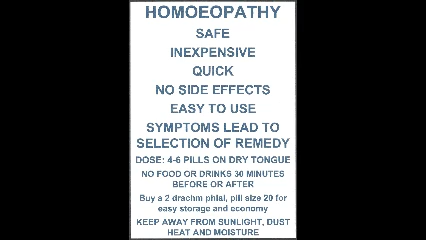 HOMOEOPATHY
SAFE
INEXPENSIVE
QUICK
NO SIDE EFFECTS
EASY TO USE
SYMPTOMS LEAD TO
SELECTION OF REMEDY
DOSE: 4-6 PILLS ON DRY TONGUE
NO FOOD OR DRINKS 30 MINUTES
BEFORE OR AFTER
Buy a 2 drachm phial, pill size 20 for
easy storage and economy
KEEP AWAY FROM SUNLIGHT, DUST
HEAT AND MOISTURE